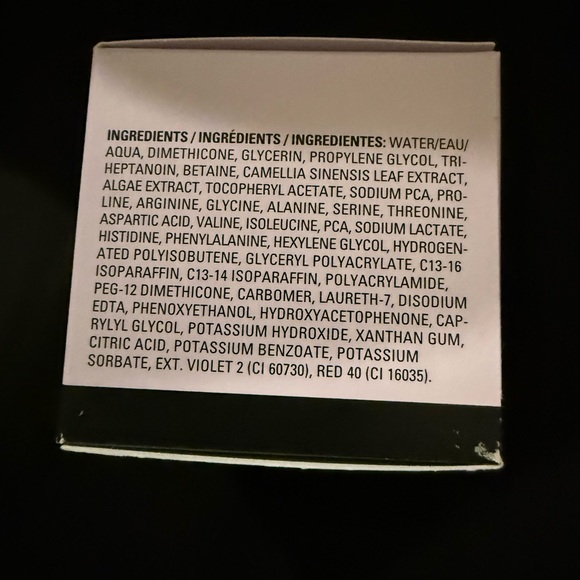 INGREDIENTS / INGRÉDIENTS / INGREDIENTES: WATER/EAU/
AQUA, DIMETHICONE, GLYCERIN, PROPYLENE GLYCOL, TRI-
HEPTANOIN, BETAINE, CAMELLIA SINENSIS LEAF EXTRACT,
ALGAE EXTRACT, TOCOPHERYL ACETATE, SODIUM PCA, PRO-
LINE, ARGININE, GLYCINE, ALANINE, SERINE, THREONINE,
ASPARTIC ACID, VALINE, ISOLEUCINE, PCA, SODIUM LACTATE,
HISTIDINE, PHENYLALANINE, HEXYLENE GLYCOL, HYDROGEN-
ATED POLYISOBUTENE, GLYCERYL POLYACRYLATE, C13-16
ISOPARAFFIN, C13-14 ISOPARAFFIN, POLYACRYLAMIDE,
PEG-12 DIMETHICONE, CARBOMER, LAURETH-7, DISODIUM
EDTA, PHENOXYETHANOL, HYDROXYACETOPHENONE, CAP-
RYLYL GLYCOL, POTASSIUM HYDROXIDE, XANTHAN GUM,
CITRIC ACID, POTASSIUM BENZOATE, POTASSIUM
SORBATE, EXT. VIOLET 2 (CI 60730), RED 40 (CI 16035).